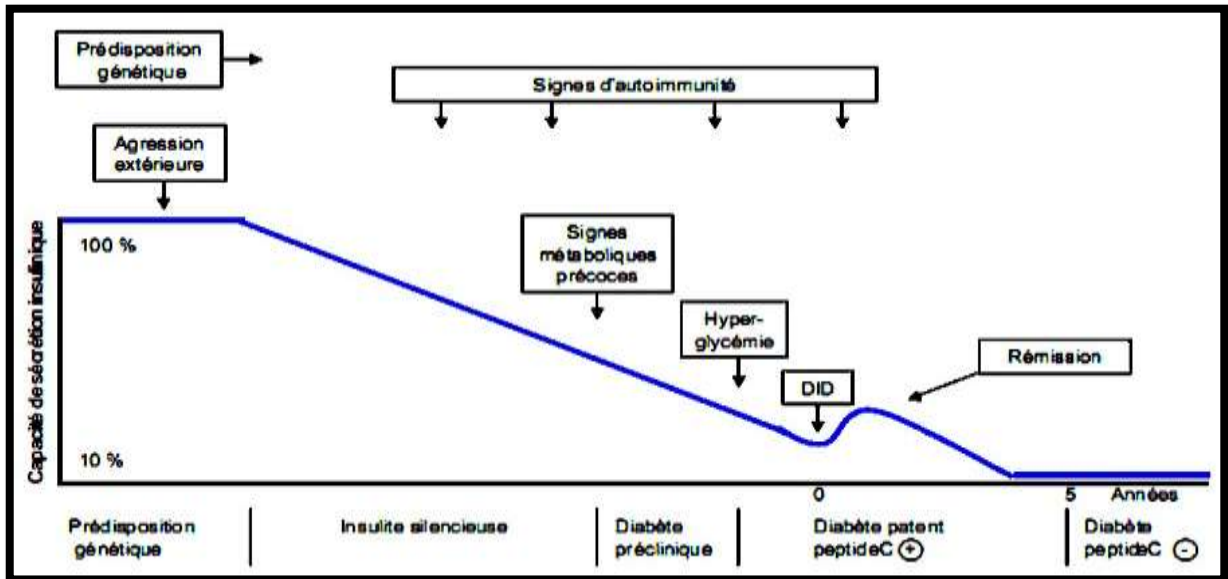 Prédisposition
génétique
Signes d'autoimmunité
Agression
extérieure
Capacité de sécrétion insulinique
100 %
Signes
métaboliques
précoces
Hyper-
glycémie
DID
Rémission
10 %
0
5
Années
Prédisposition
génétique
Insulite silencieuse
Diabète
préclinique
Diabète patent
peptideC +
Diabète
peptideC -